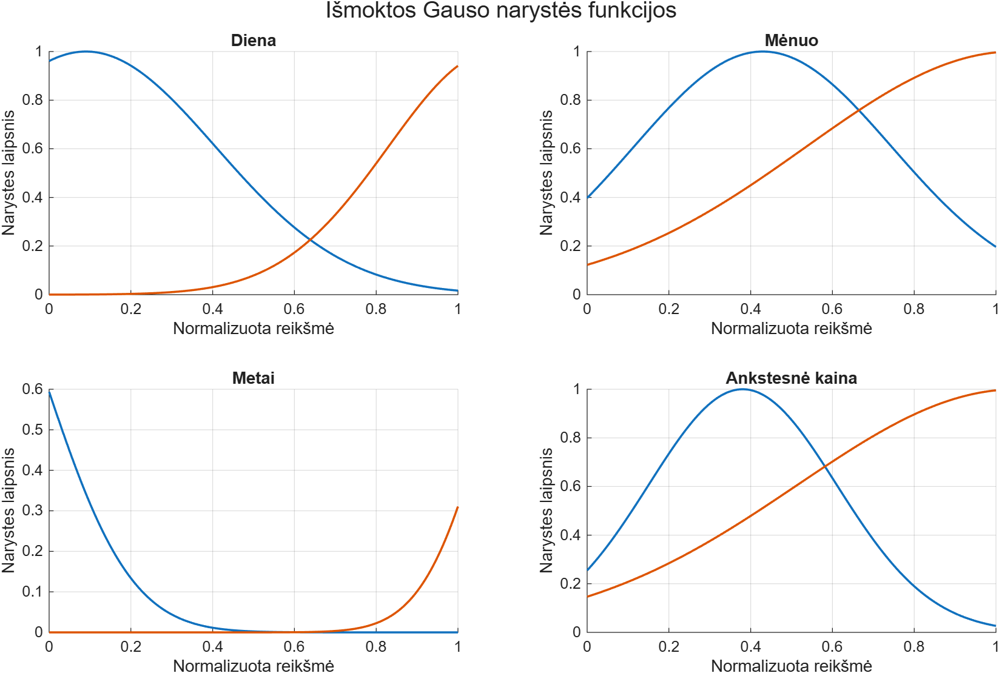 Išmoktos Gauso narystės funkcijos
Diena
1
0.8
0.6
0.4
0.2
0
Narystes laipsnis
0 0.2 0.4 0.6 0.8 1
Normalizuota reikšmė
Mėnuo
1
0.8
0.6
0.4
0.2
0
Narystes laipsnis
0 0.2 0.4 0.6 0.8 1
Normalizuota reikšmė
Metai
0.6
0.5
0.4
0.3
0.2
0.1
0
Narystes laipsnis
0 0.2 0.4 0.6 0.8 1
Normalizuota reikšmė
Ankstesnė kaina
1
0.8
0.6
0.4
0.2
0
Narystes laipsnis
0 0.2 0.4 0.6 0.8 1
Normalizuota reikšmė